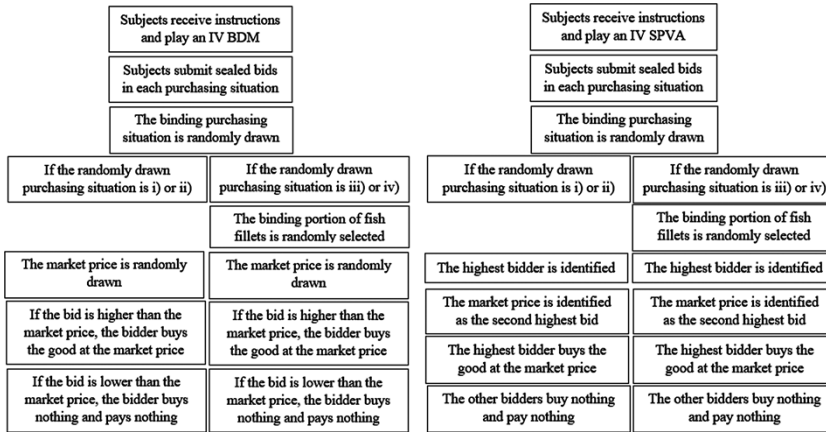 Subjects receive instructions
and play an IV BDM
Subjects submit sealed bids
in each purchasing situation
The binding purchasing
situation is randomly drawn
If the randomly drawn
purchasing situation is i) or ii)
If the randomly drawn
purchasing situation is iii) or iv)
The binding portion of fish
fillets is randomly selected
The market price is randomly
drawn
The market price is randomly
drawn
If the bid is higher than the
market price, the bidder buys
the good at the market price
If the bid is higher than the
market price, the bidder buys
the good at the market price
If the bid is lower than the
market price, the bidder buys
nothing and pays nothing
If the bid is lower than the
market price, the bidder buys
nothing and pays nothing
Subjects receive instructions
and play an IV SPVA
Subjects submit sealed bids
in each purchasing situation
The binding purchasing
situation is randomly drawn
If the randomly drawn
purchasing situation is i) or ii)
If the randomly drawn
purchasing situation is iii) or iv)
The binding portion of fish
fillets is randomly selected
The highest bidder is identified
The highest bidder is identified
The market price is identified
as the second highest bid
The market price is identified
as the second highest bid
The highest bidder buys the
good at the market price
The highest bidder buys the
good at the market price
The other bidders buy nothing
and pay nothing
The other bidders buy nothing
and pay nothing